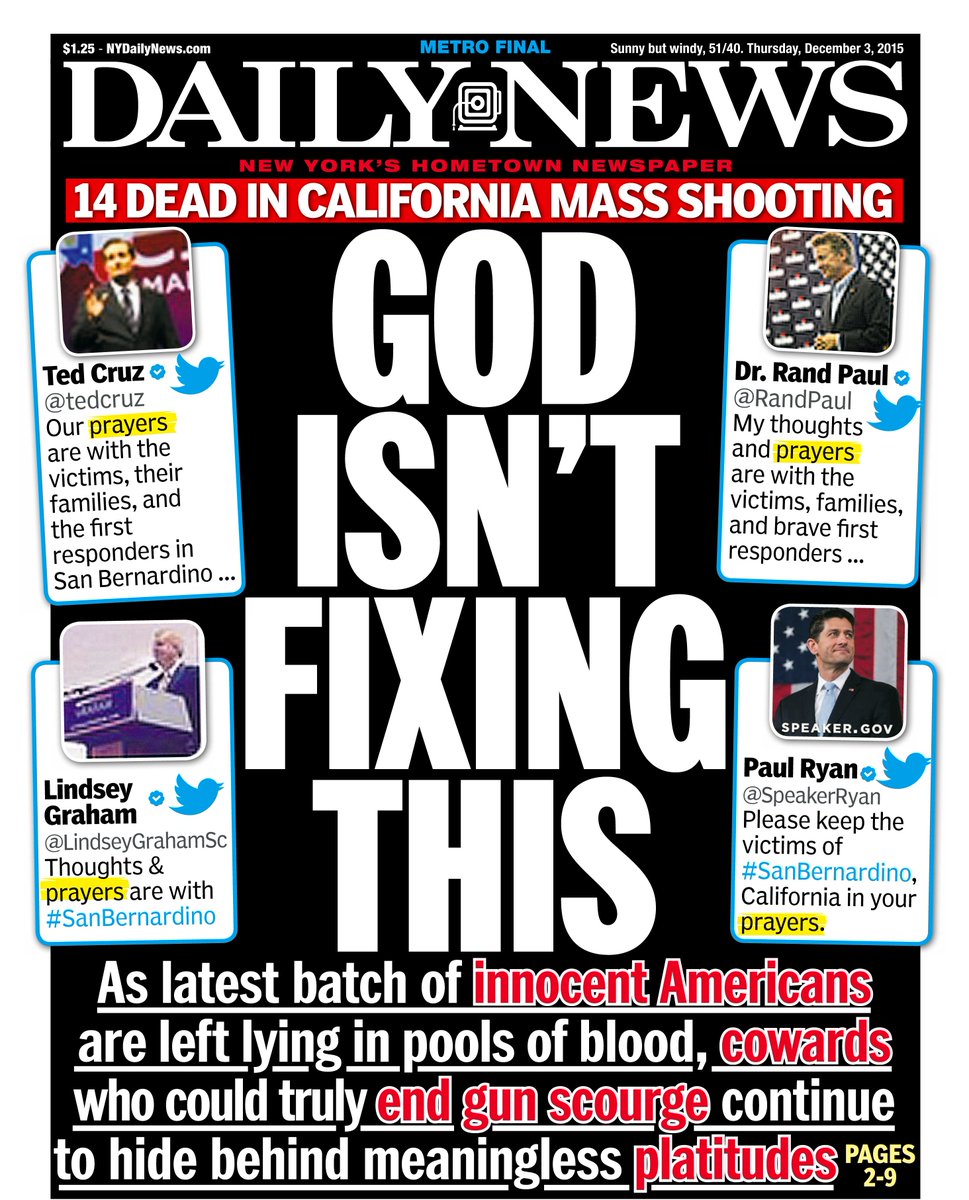 $1.25 - NYDailyNews.com
METRO FINAL
Sunny but windy, 51/40. Thursday, December 3, 2015
DAILY NEWS
NEW YORK'S HOMETOWN NEWSPAPER
14 DEAD IN CALIFORNIA MASS SHOOTING
GOD
ISN'T
FIXING
THIS
Ted Cruz
@tedcruz
Our prayers
are with the
victims, their
families, and
the first
responders in
San Bernardino ...
Dr. Rand Paul
@RandPaul
My thoughts
and prayers
are with the
victims, families,
and brave first
responders ...
Lindsey
Graham
@LindseyGrahamSc
Thoughts &
prayers are with
#SanBernardino
SPEAKER.GOV
Paul Ryan
@SpeakerRyan
Please keep the
victims of
#SanBernardino,
California in your
prayers.
As latest batch of innocent Americans
are left lying in pools of blood, cowards
who could truly end gun scourge continue
to hide behind meaningless platitudes
PAGES
2-9